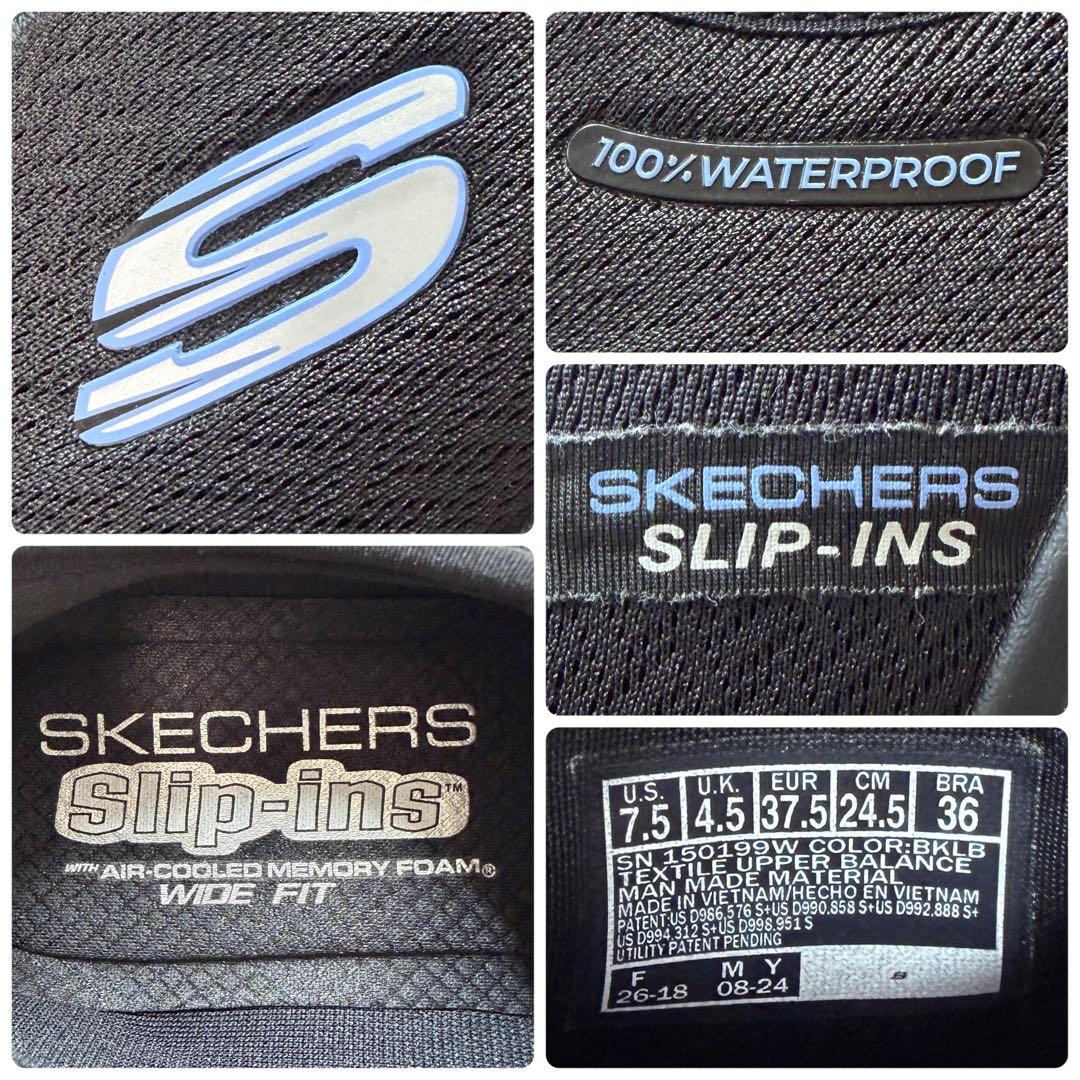 S
100% WATERPROOF
SKECHERS
SLIP-INS
SKECHERS
Slip-ins™
WITH AIR-COOLED MEMORY FOAM®
WIDE FIT
U.S. U.K. EUR CM BRA
7.5 4.5 37.5 24.5 36
SN 150199W COLOR:BKLB
TEXTILE UPPER BALANCE
MAN MADE MATERIAL
MADE IN VIETNAM/HECHO EN VIETNAM
PATENT:US D986,576 S+US D990.858 S+US D992.888 S+
US D994.312 S+US D998.951 S
UTILITY PATENT PENDING
F M Y
26-18 08-24